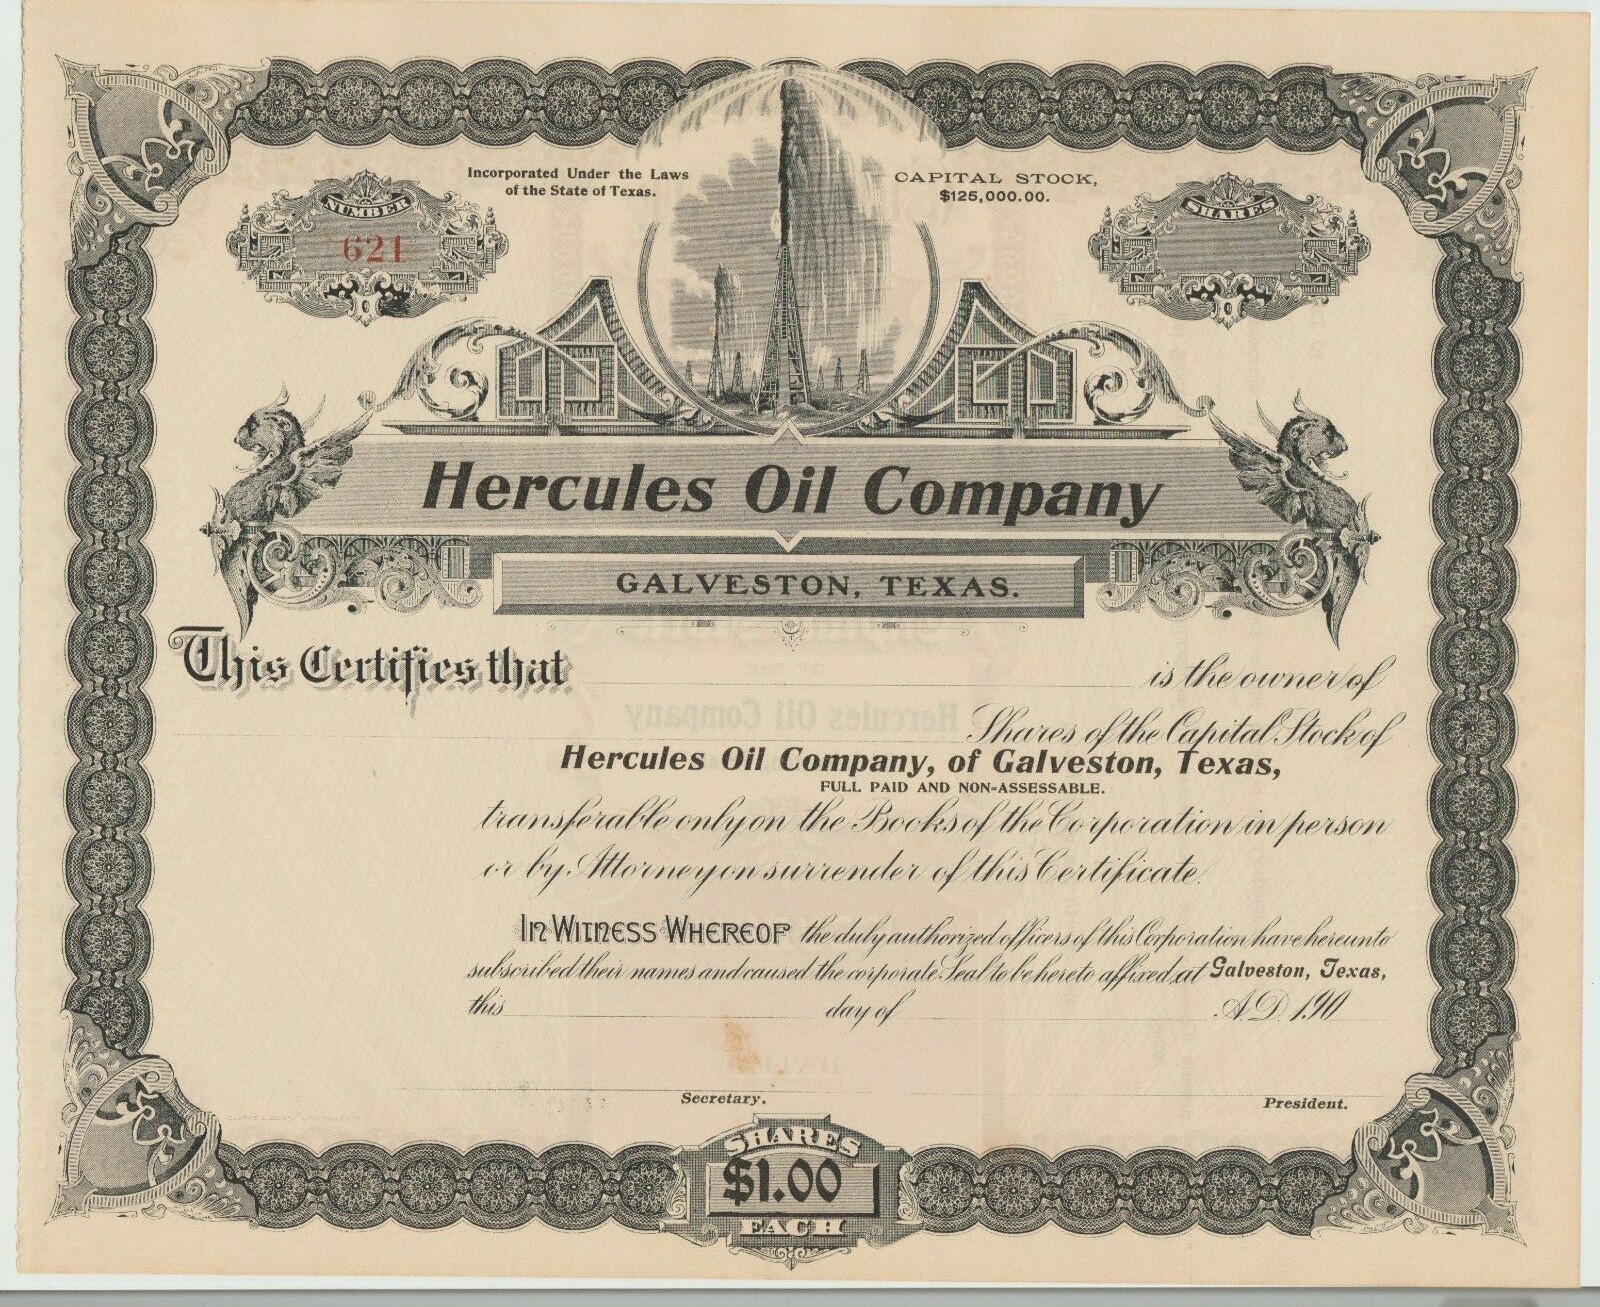 Incorporated Under the Laws
of the State of Texas.
CAPITAL STOCK,
$125,000.00.
NUMBER
621
SHARES
Hercules Oil Company
GALVESTON, TEXAS.
This Certifies that is the owner of
Shares of the Capital Stock of
Hercules Oil Company, of Galveston, Texas,
FULL PAID AND NON-ASSESSABLE.
transferable only on the Books of the Corporation in person
or by Attorney on surrender of this Certificate.
IN WITNESS WHEREOF the duly authorized officers of this Corporation have hereunto
subscribed their names and caused the corporate Seal to be hereto affixed at Galveston, Texas,
this day of A.D. 190
Secretary.
President.
SHARES
$1.00
EACH